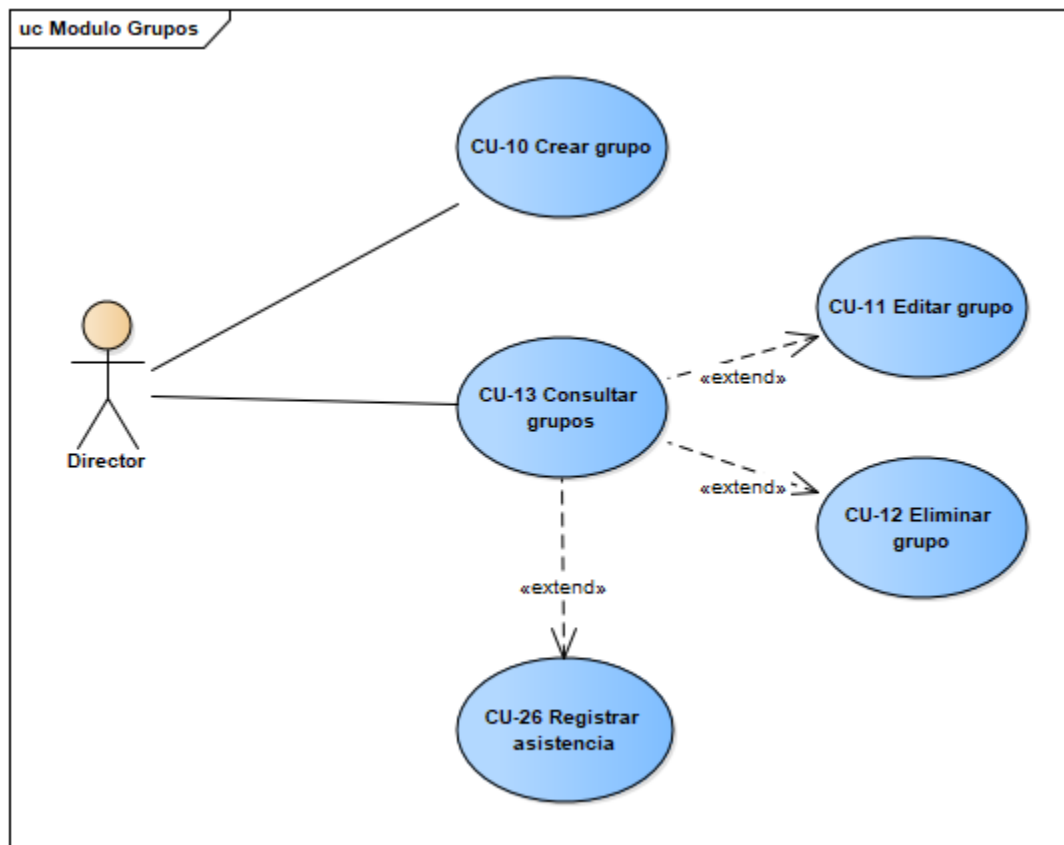 uc Modulo Grupos
CU-10 Crear grupo
CU-11 Editar grupo
CU-13 Consultar
grupos
«extend»
«extend»
Director
CU-12 Eliminar
grupo
«extend»
CU-26 Registrar
asistencia